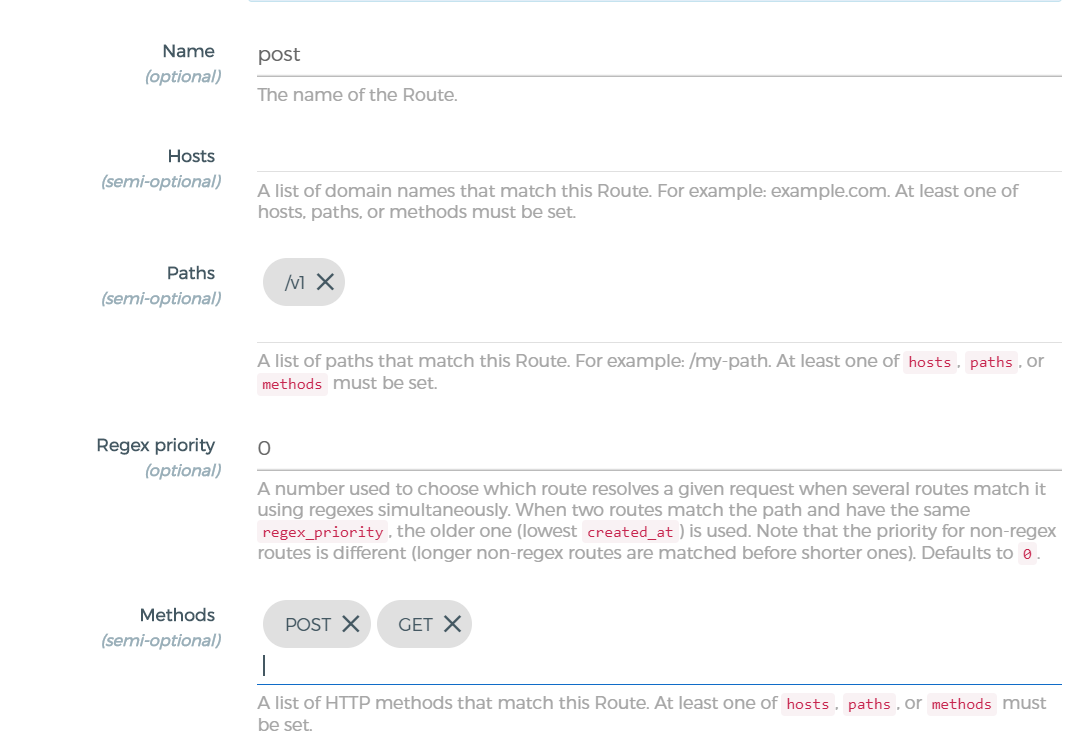 Name
(optional)
post
The name of the Route.
Hosts
(semi-optional)
A list of domain names that match this Route. For example: example.com. At least one of
hosts, paths, or methods must be set.
Paths
(semi-optional)
/v1 ✕
A list of paths that match this Route. For example: /my-path. At least one of hosts, paths, or
methods must be set.
Regex priority
(optional)
0
A number used to choose which route resolves a given request when several routes match it
using regexes simultaneously. When two routes match the path and have the same
regex_priority, the older one (lowest created_at) is used. Note that the priority for non-regex
routes is different (longer non-regex routes are matched before shorter ones). Defaults to 0.
Methods
(semi-optional)
POST ✕ GET ✕
A list of HTTP methods that match this Route. At least one of hosts, paths, or methods must
be set.